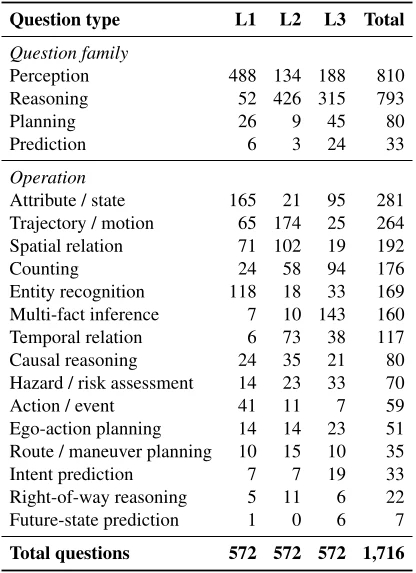 Question type L1 L2 L3 Total
Question family
Perception 488 134 188 810
Reasoning 52 426 315 793
Planning 26 9 45 80
Prediction 6 3 24 33
Operation
Attribute / state 165 21 95 281
Trajectory / motion 65 174 25 264
Spatial relation 71 102 19 192
Counting 24 58 94 176
Entity recognition 118 18 33 169
Multi-fact inference 7 10 143 160
Temporal relation 6 73 38 117
Causal reasoning 24 35 21 80
Hazard / risk assessment 14 23 33 70
Action / event 41 11 7 59
Ego-action planning 14 14 23 51
Route / maneuver planning 10 15 10 35
Intent prediction 7 7 19 33
Right-of-way reasoning 5 11 6 22
Future-state prediction 1 0 6 7
Total questions 572 572 572 1,716